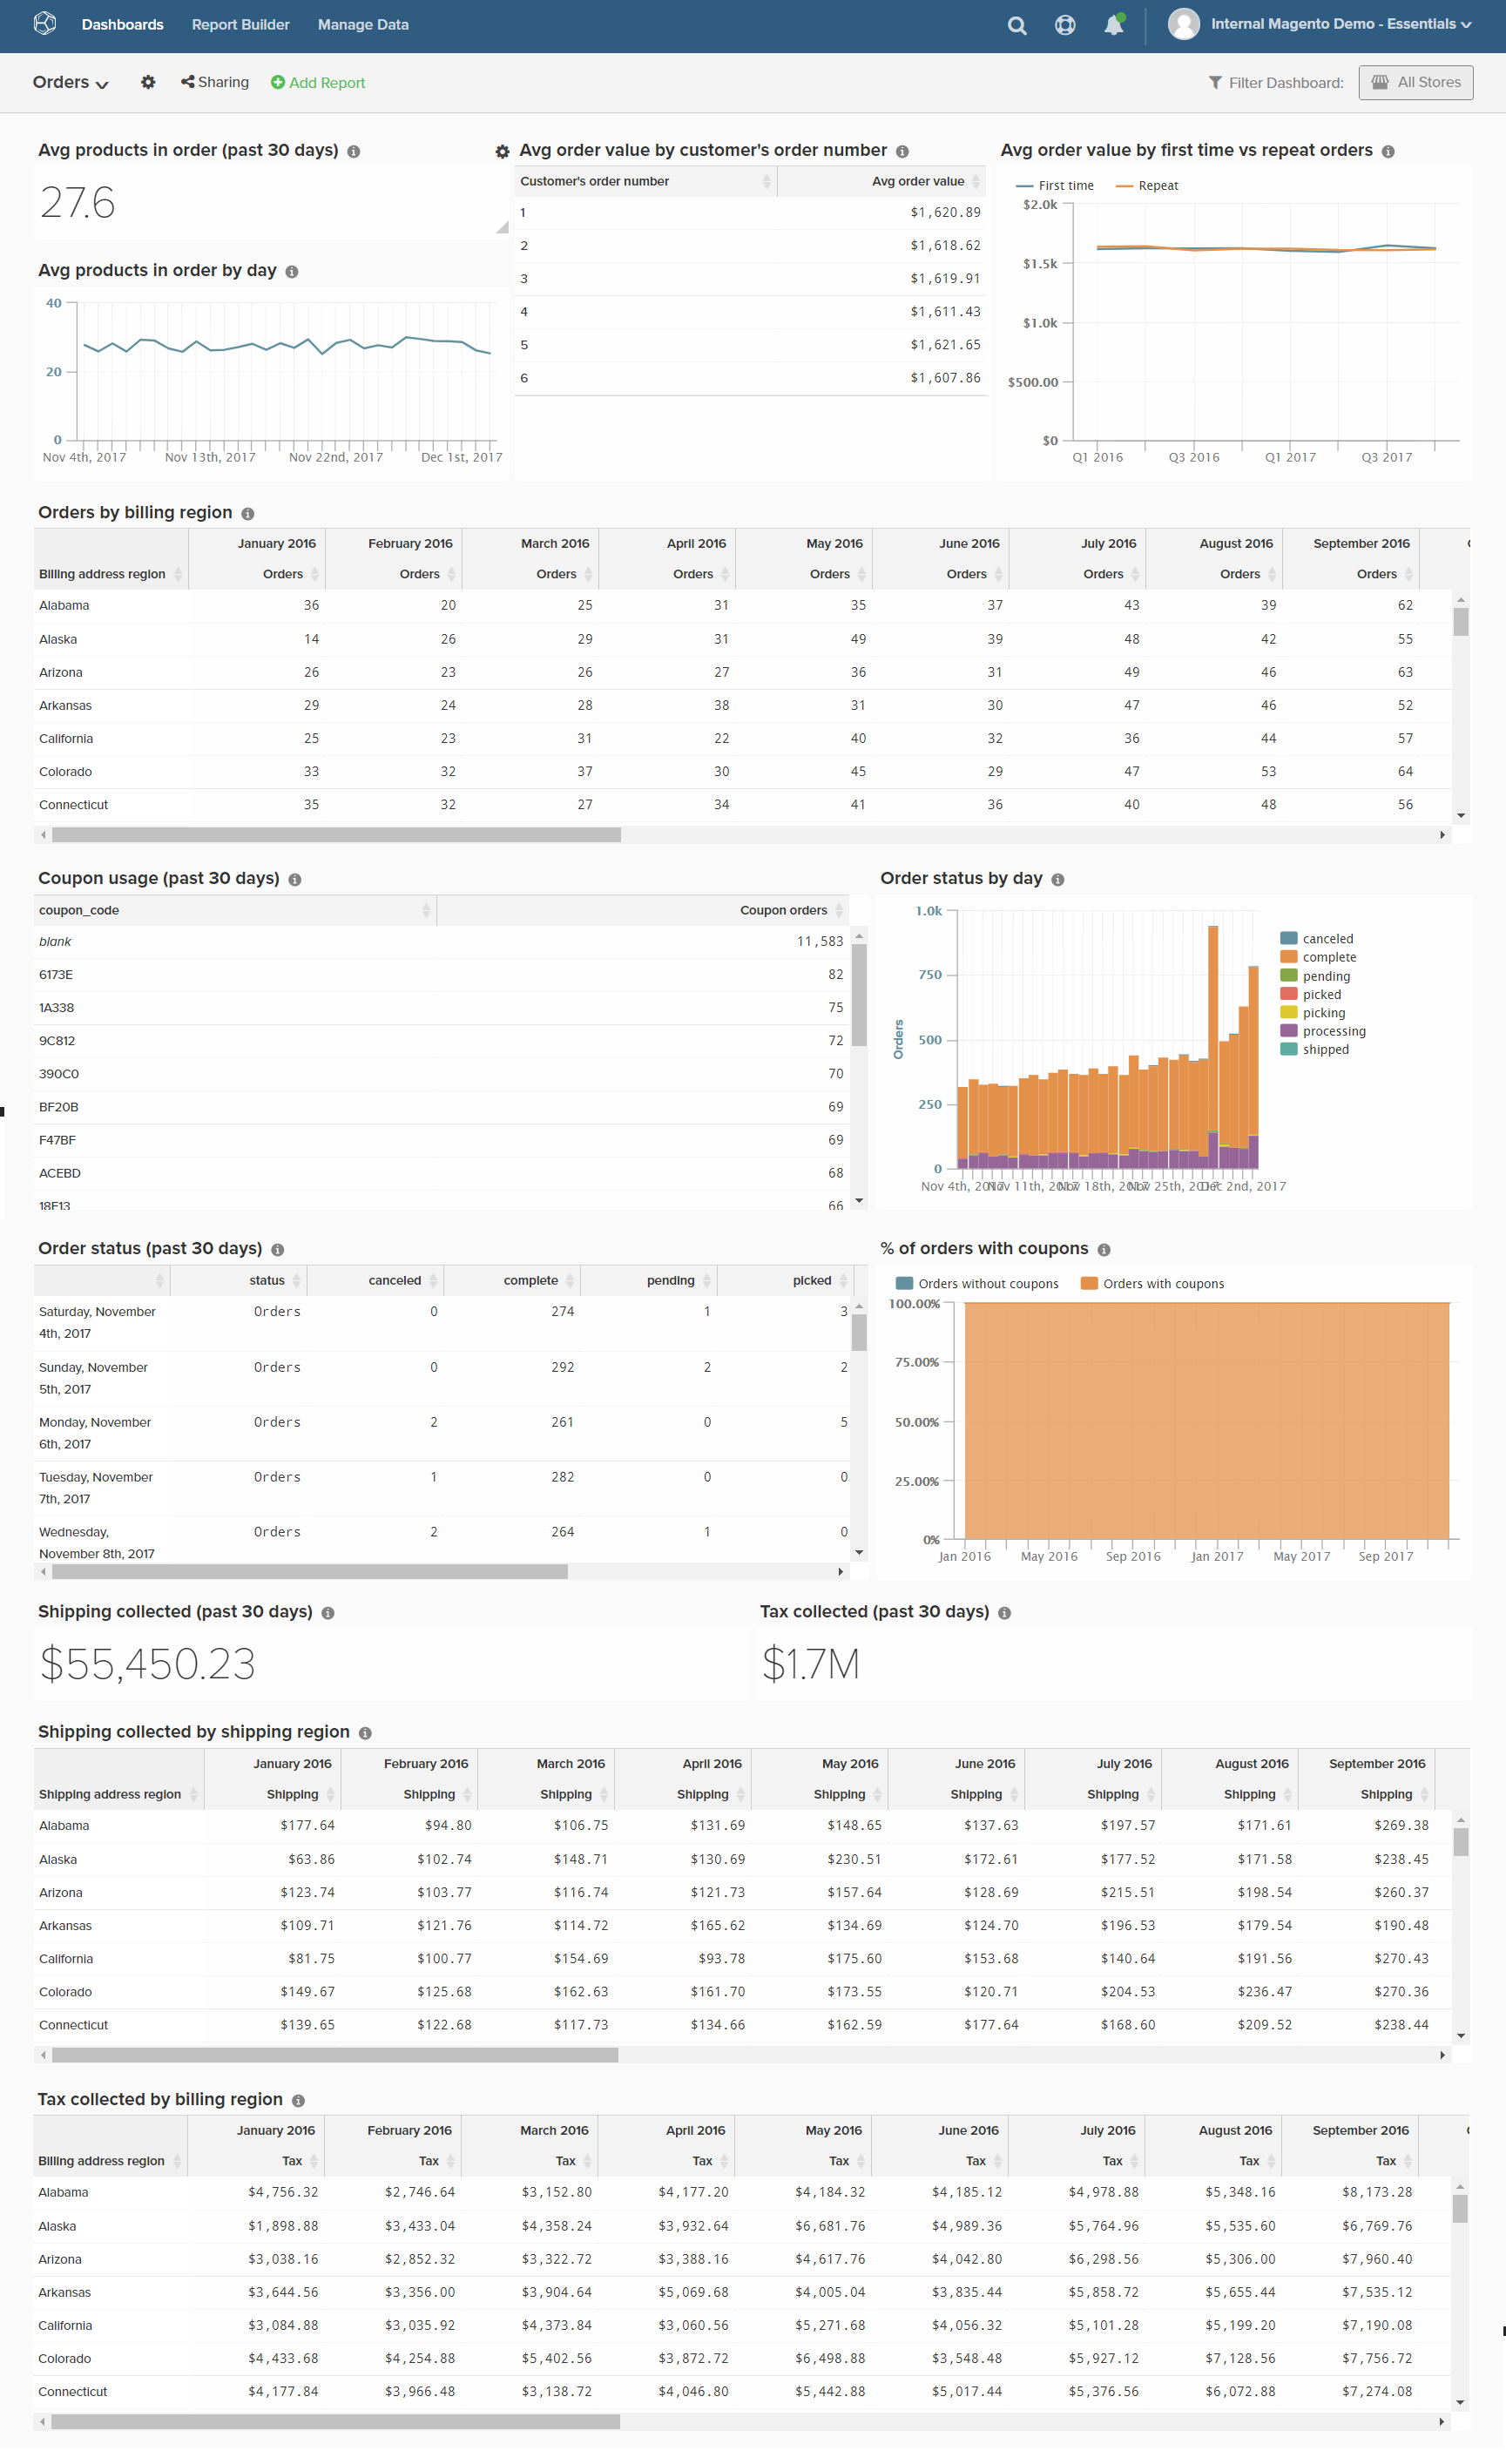 Dashboards Report Builder Manage Data Internal Magento Demo - Essentials
Orders Sharing Add Report Filter Dashboard: All Stores
Avg products in order (past 30 days)
27.6
Avg products in order by day
40
20
0
Nov 4th, 2017 Nov 13th, 2017 Nov 22nd, 2017 Dec 1st, 2017
Avg order value by customer's order number
Customer's order number Avg order value
1 $1,620.89
2 $1,618.62
3 $1,619.91
4 $1,611.43
5 $1,621.65
6 $1,607.86
Avg order value by first time vs repeat orders
First time Repeat
$2.0k
$1.5k
$1.0k
$500.00
$0
Q1 2016 Q3 2016 Q1 2017 Q3 2017
Orders by billing region
January 2016 February 2016 March 2016 April 2016 May 2016 June 2016 July 2016 August 2016 September 2016
Billing address region Orders Orders Orders Orders Orders Orders Orders Orders Orders
Alabama 36 20 25 31 35 37 43 39 62
Alaska 14 26 29 31 49 39 48 42 55
Arizona 26 23 26 27 36 31 49 46 63
Arkansas 29 24 28 38 31 30 47 46 52
California 25 23 31 22 40 32 36 44 57
Colorado 33 32 37 30 45 29 47 53 64
Connecticut 35 32 27 34 41 36 40 48 56
Coupon usage (past 30 days)
coupon_code Coupon orders
blank 11,583
6173E 82
1A338 75
9C812 72
390C0 70
BF20B 69
F47BF 69
ACEBD 68
18F13 66
Order status by day
1.0k
750
500
250
0
Orders
Nov 4th, 2017 Nov 11th, 2017 Nov 18th, 2017 Nov 25th, 2017 Dec 2nd, 2017
canceled
complete
pending
picked
picking
processing
shipped
Order status (past 30 days)
status canceled complete pending picked
Saturday, November Orders 0 274 1 3
4th, 2017
Sunday, November Orders 0 292 2 2
5th, 2017
Monday, November Orders 2 261 0 5
6th, 2017
Tuesday, November Orders 1 282 0 0
7th, 2017
Wednesday, Orders 2 264 1 0
November 8th, 2017
% of orders with coupons
Orders without coupons Orders with coupons
100.00%
75.00%
50.00%
25.00%
0%
Jan 2016 May 2016 Sep 2016 Jan 2017 May 2017 Sep 2017
Shipping collected (past 30 days)
$55,450.23
Tax collected (past 30 days)
$1.7M
Shipping collected by shipping region
January 2016 February 2016 March 2016 April 2016 May 2016 June 2016 July 2016 August 2016 September 2016
Shipping address region Shipping Shipping Shipping Shipping Shipping Shipping Shipping Shipping Shipping
Alabama $177.64 $94.80 $106.75 $131.69 $148.65 $137.63 $197.57 $171.61 $269.38
Alaska $63.86 $102.74 $148.71 $130.69 $230.51 $172.61 $177.52 $171.58 $238.45
Arizona $123.74 $103.77 $116.74 $121.73 $157.64 $128.69 $215.51 $198.54 $260.37
Arkansas $109.71 $121.76 $114.72 $165.62 $134.69 $124.70 $196.53 $179.54 $190.48
California $81.75 $100.77 $154.69 $93.78 $175.60 $153.68 $140.64 $191.56 $270.43
Colorado $149.67 $125.68 $162.63 $161.70 $173.55 $120.71 $204.53 $236.47 $270.36
Connecticut $139.65 $122.68 $117.73 $134.66 $162.59 $177.64 $168.60 $209.52 $238.44
Tax collected by billing region
January 2016 February 2016 March 2016 April 2016 May 2016 June 2016 July 2016 August 2016 September 2016
Billing address region Tax Tax Tax Tax Tax Tax Tax Tax Tax
Alabama $4,756.32 $2,746.64 $3,152.80 $4,177.20 $4,184.32 $4,185.12 $4,978.88 $5,348.16 $8,173.28
Alaska $1,898.88 $3,433.04 $4,358.24 $3,932.64 $6,681.76 $4,989.36 $5,764.96 $5,535.60 $6,769.76
Arizona $3,038.16 $2,852.32 $3,322.72 $3,388.16 $4,617.76 $4,042.80 $6,298.56 $5,306.00 $7,960.40
Arkansas $3,644.56 $3,356.00 $3,904.64 $5,069.68 $4,005.04 $3,835.44 $5,858.72 $5,655.44 $7,535.12
California $3,084.88 $3,035.92 $4,373.84 $3,060.56 $5,271.68 $4,056.32 $5,101.28 $5,199.20 $7,190.08
Colorado $4,433.68 $4,254.88 $5,402.56 $3,872.72 $6,498.88 $3,548.48 $5,927.12 $7,128.56 $7,756.72
Connecticut $4,177.84 $3,966.48 $3,138.72 $4,046.80 $5,442.88 $5,017.44 $5,376.56 $6,072.88 $7,274.08